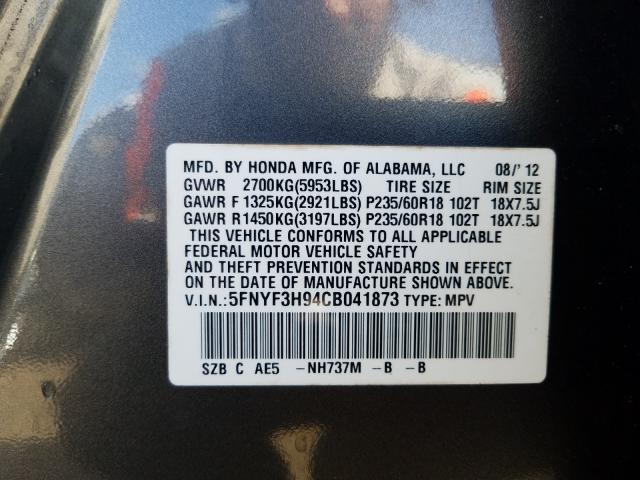 MFD. BY HONDA MFG. OF ALABAMA, LLC 08/' 12
GVWR 2700KG(5953LBS) TIRE SIZE RIM SIZE
GAWR F 1325KG(2921LBS) P235/60R18 102T 18X7.5J
GAWR R1450KG(3197LBS) P235/60R18 102T 18X7.5J
THIS VEHICLE CONFORMS TO ALL APPLICABLE
FEDERAL MOTOR VEHICLE SAFETY
AND THEFT PREVENTION STANDARDS IN EFFECT
ON THE DATE OF MANUFACTURE SHOWN ABOVE.
V.I.N.:5FNYF3H94CB041873 TYPE: MPV
SZB C AE5 -NH737M -B -B